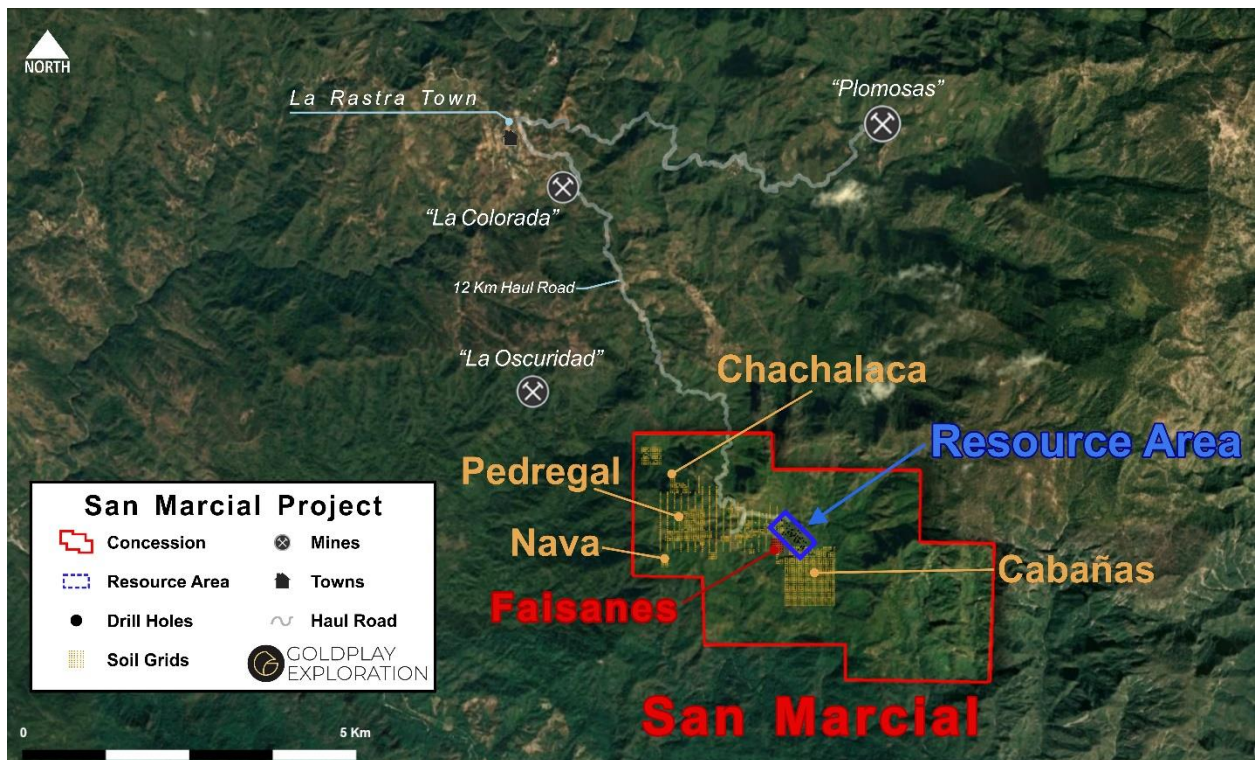 NORTH
La Rastra Town
"Plomosas"
"La Colorada"
12 Km Haul Road
"La Oscuridad"
Chachalaca
Resource Area
Pedregal
Nava
Cabañas
Faisanes
San Marcial
San Marcial Project
Concession
Mines
Resource Area
Towns
Drill Holes
Haul Road
Soil Grids
GOLDPLAY
EXPLORATION
0
5 Km